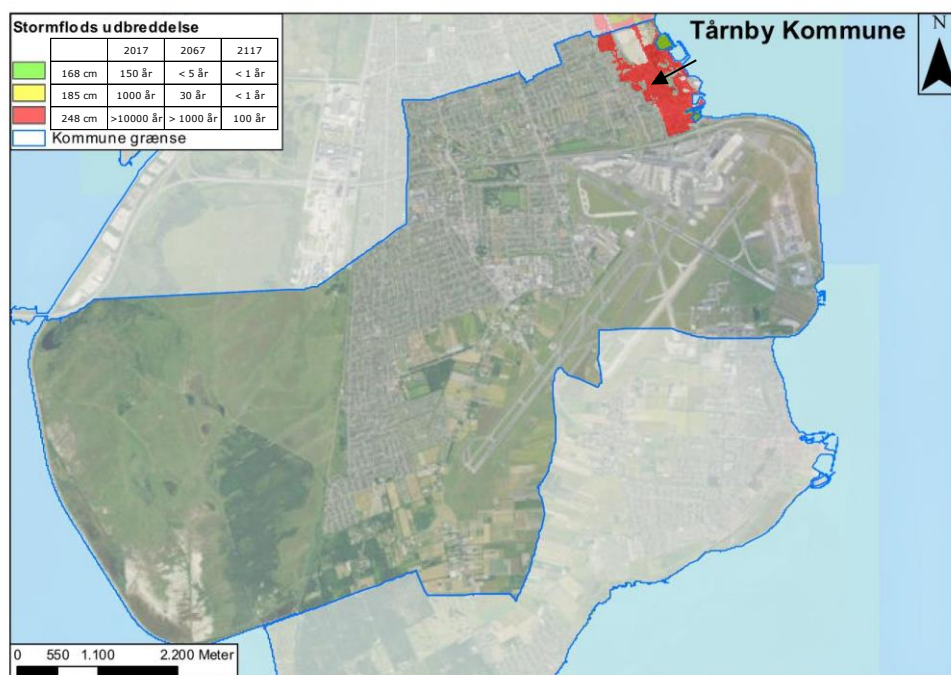 Stormflods udbreddelse
2017 2067 2117
168 cm 150 år < 5 år < 1 år
185 cm 1000 år 30 år < 1 år
248 cm >10000 år > 1000 år 100 år
Kommune grænse
Tårnby Kommune
N
0 550 1.100 2.200 Meter